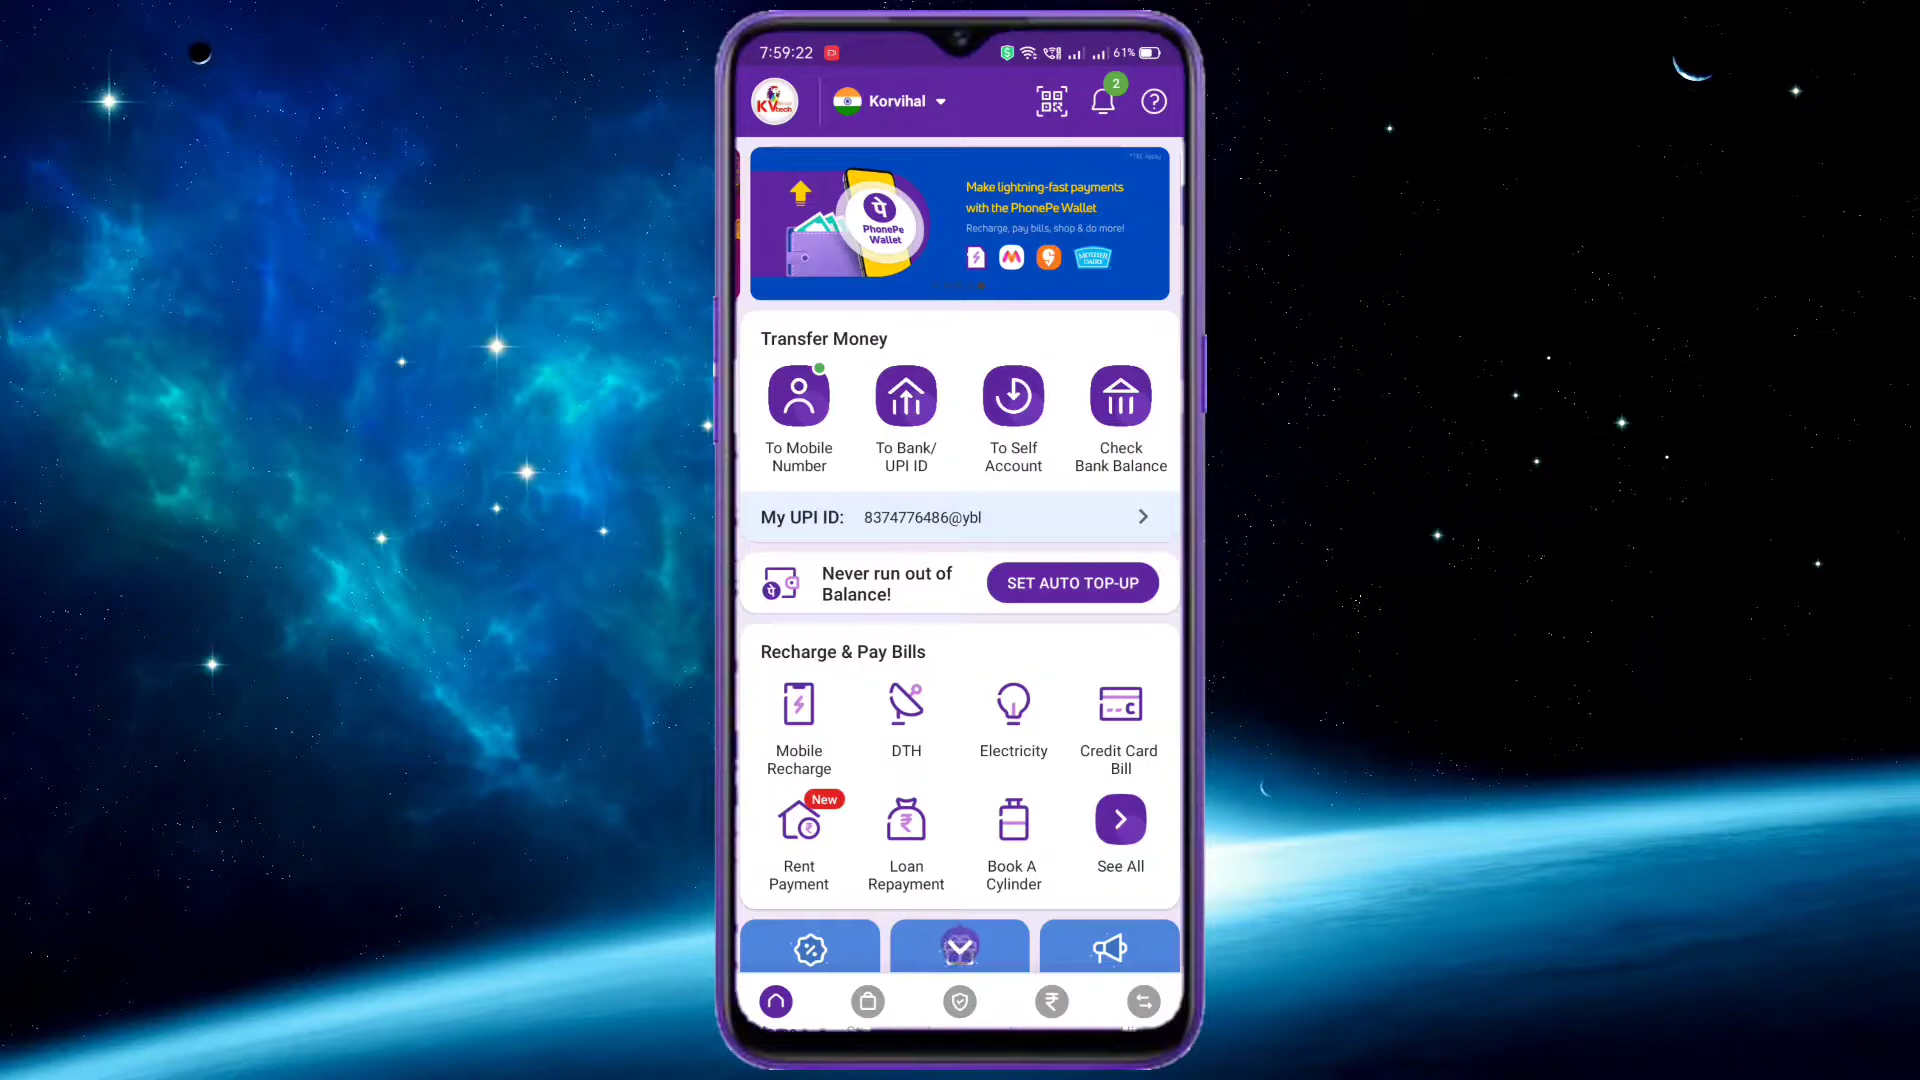 7:59:22
61%
KV tech
Korvihal
2
*T&C Apply
Make lightning-fast payments
with the PhonePe Wallet
Recharge, pay bills, shop & do more!
पे
PhonePe
Wallet
MOTHER
DAIRY
Transfer Money
To Mobile
Number
To Bank/
UPI ID
To Self
Account
Check
Bank Balance
My UPI ID: 8374776486@ybl
Never run out of
Balance!
SET AUTO TOP-UP
Recharge & Pay Bills
Mobile
Recharge
DTH
Electricity
Credit Card
Bill
New
Rent
Payment
Loan
Repayment
Book A
Cylinder
See All